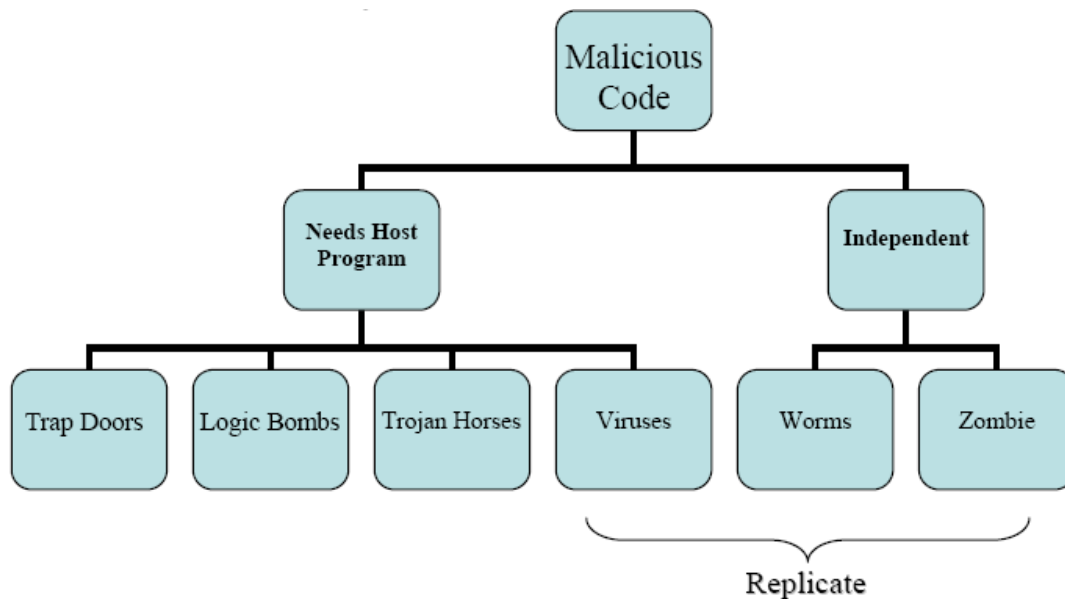 Malicious
Code
Needs Host
Program
Independent
Trap Doors
Logic Bombs
Trojan Horses
Viruses
Worms
Zombie
Replicate